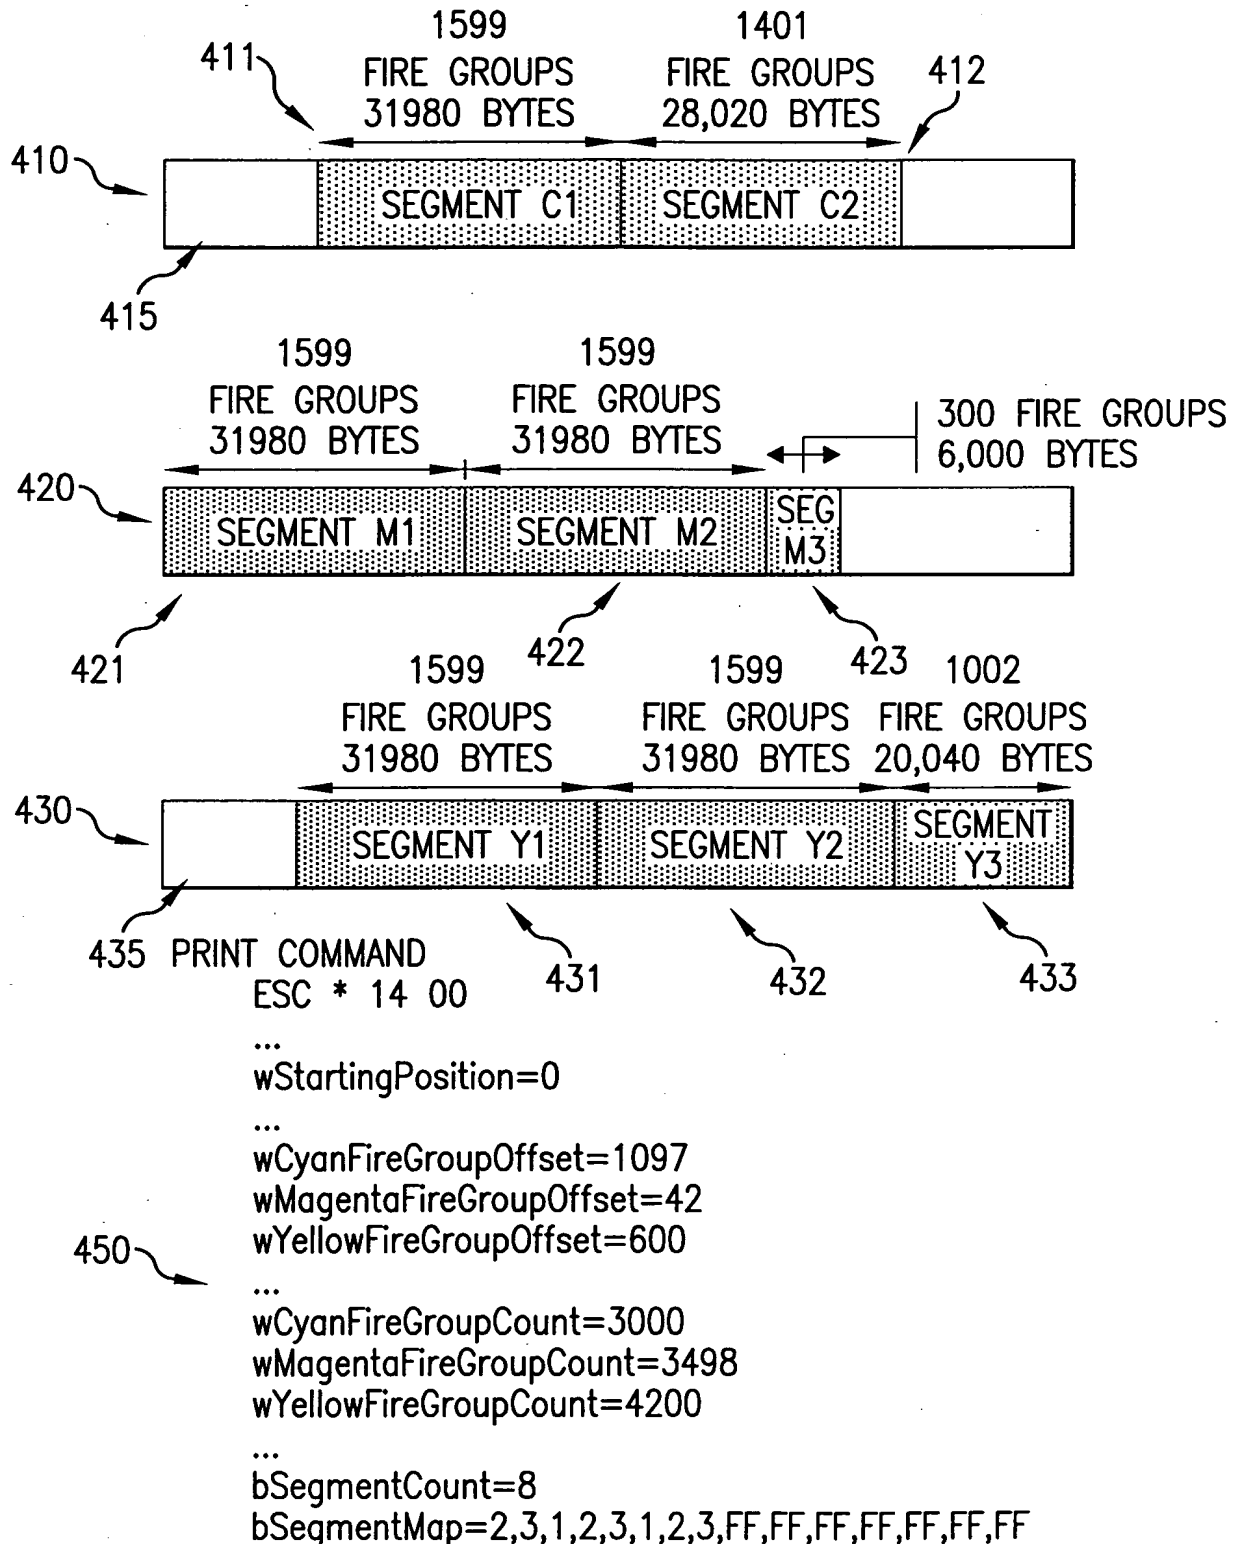 1599
FIRE GROUPS
31980 BYTES
1401
FIRE GROUPS
28,020 BYTES
411
412
410
SEGMENT C1
SEGMENT C2
415
1599
FIRE GROUPS
31980 BYTES
1599
FIRE GROUPS
31980 BYTES
300 FIRE GROUPS
6,000 BYTES
420
SEGMENT M1
SEGMENT M2
SEG
M3
421
422
423
1599
FIRE GROUPS
31980 BYTES
1599
FIRE GROUPS
31980 BYTES
1002
FIRE GROUPS
20,040 BYTES
430
SEGMENT Y1
SEGMENT Y2
SEGMENT
Y3
435
431
432
433
PRINT COMMAND
ESC * 14 00
...
wStartingPosition=0
...
wCyanFireGroupOffset=1097
wMagentaFireGroupOffset=42
wYellowFireGroupOffset=600
450
...
wCyanFireGroupCount=3000
wMagentaFireGroupCount=3498
wYellowFireGroupCount=4200
...
bSegmentCount=8
bSegmentMap=2,3,1,2,3,1,2,3,FF,FF,FF,FF,FF,FF,FF